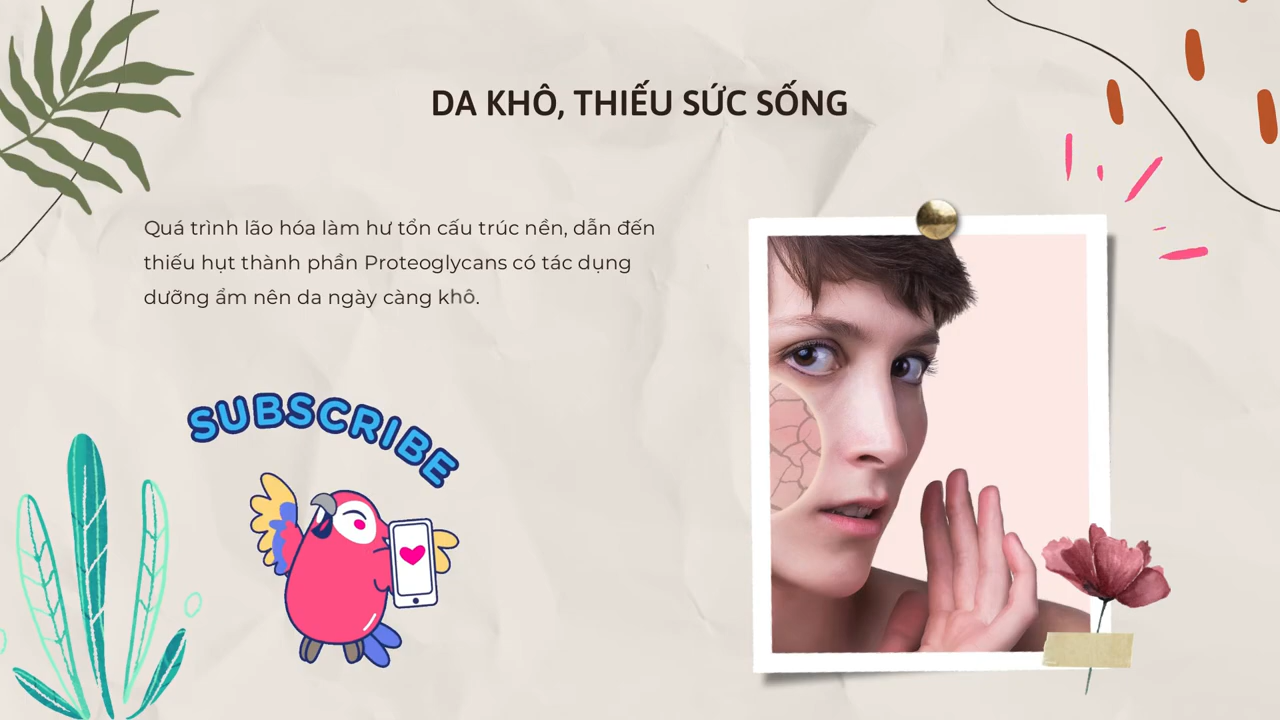 DA KHÔ, THIẾU SỨC SỐNG
Quá trình lão hóa làm hư tổn cấu trúc nền, dẫn đến
thiếu hụt thành phần Proteoglycans có tác dụng
dưỡng ẩm nên da ngày càng khô.
SUBSCRIBE